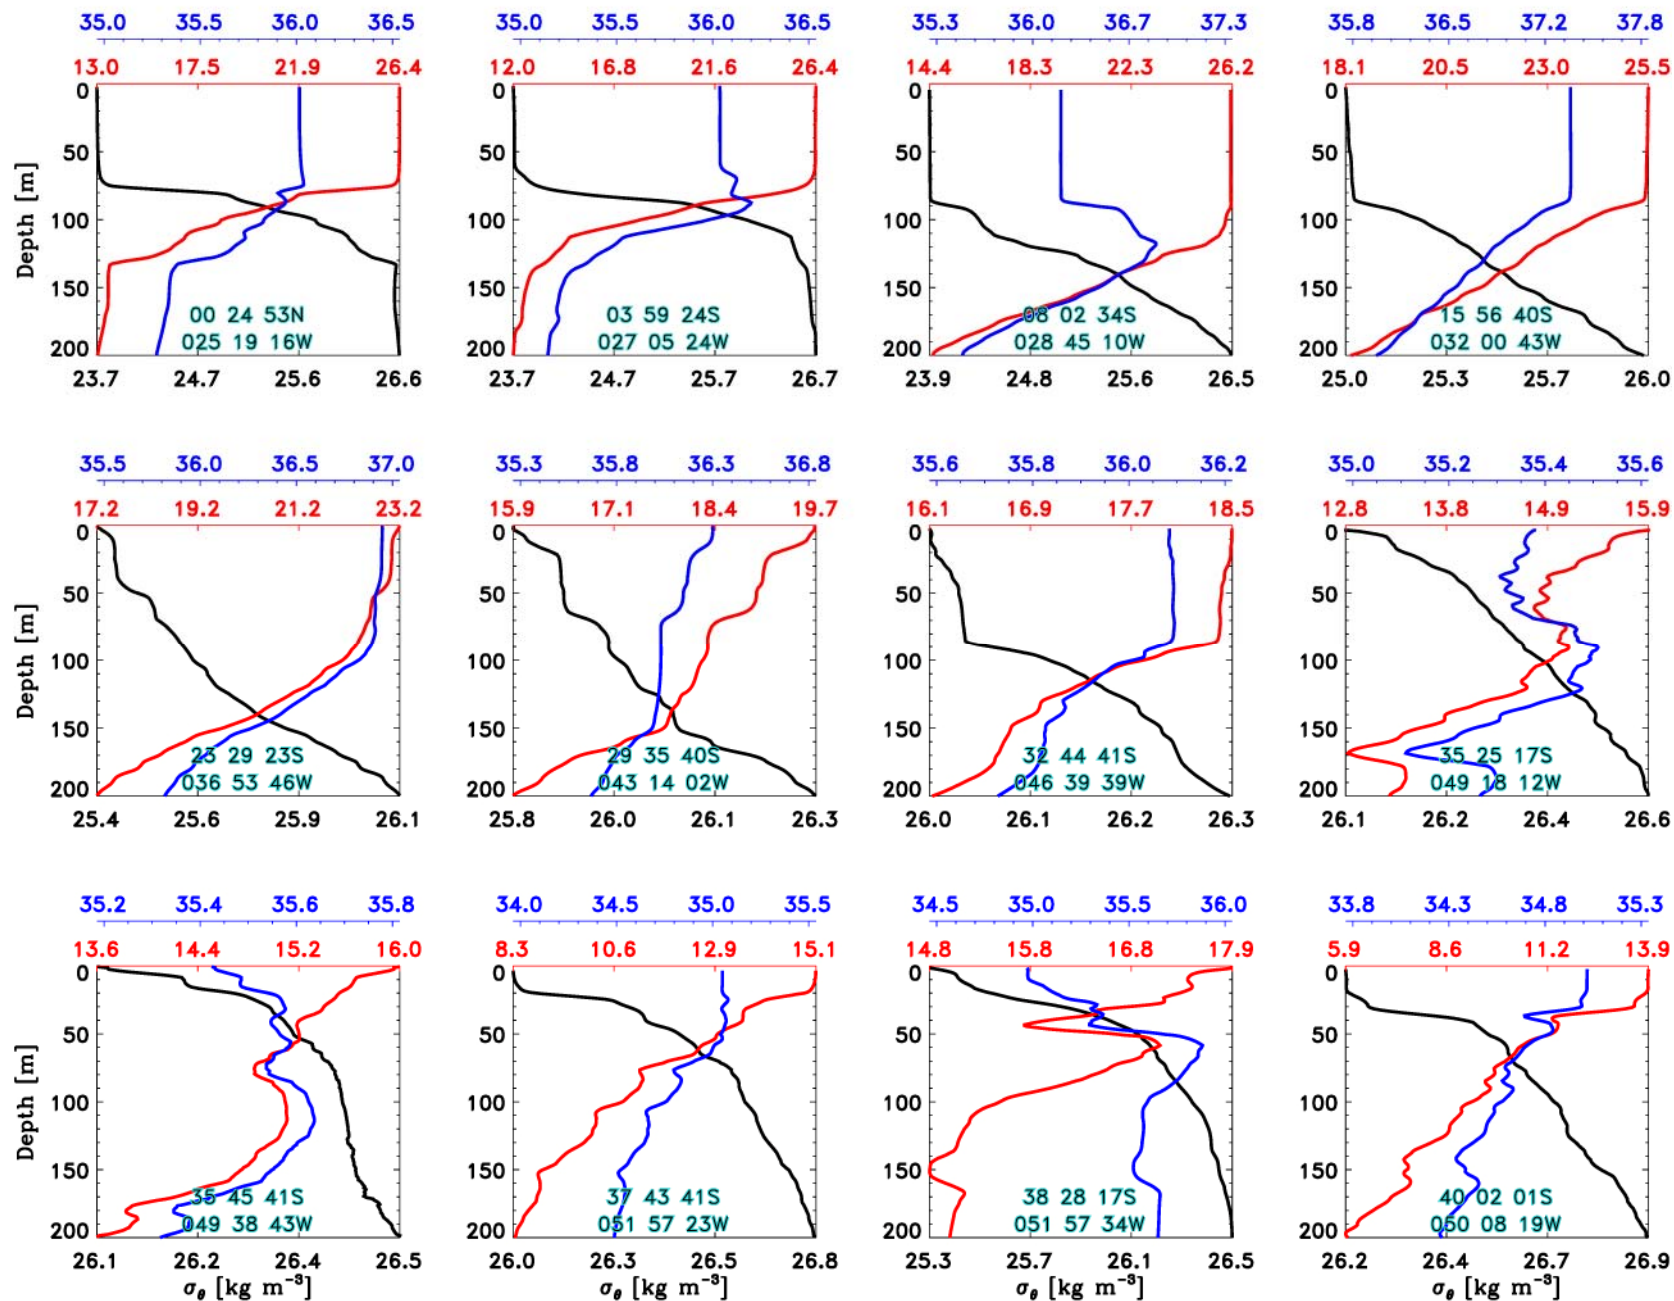 35.0 35.5 36.0 36.5 35.0 35.5 36.0 36.5 35.3 36.0 36.7 37.3 35.8 36.5 37.2 37.8
13.0 17.5 21.9 26.4 12.0 16.8 21.6 26.4 14.4 18.3 22.3 26.2 18.1 20.5 23.0 25.5
0 0 0 0
50 50 50 50
100 100 100 100
Depth [m]
150 150 150 150
00 24 53N 03 59 24S 08 02 34S 15 56 40S
025 19 16W 027 05 24W 028 45 10W 032 00 43W
200 200 200 200
23.7 24.7 25.6 26.6 23.7 24.7 25.7 26.7 23.9 24.8 25.6 26.5 25.0 25.3 25.7 26.0
35.5 36.0 36.5 37.0 35.3 35.8 36.3 36.8 35.6 35.8 36.0 36.2 35.0 35.2 35.4 35.6
17.2 19.2 21.2 23.2 15.9 17.1 18.4 19.7 16.1 16.9 17.7 18.5 12.8 13.8 14.9 15.9
0 0 0 0
50 50 50 50
100 100 100 100
Depth [m]
150 150 150 150
23 29 23S 29 35 40S 32 44 41S 35 25 17S
036 53 46W 043 14 02W 046 39 39W 049 18 12W
200 200 200 200
25.4 25.6 25.9 26.1 25.8 26.0 26.1 26.3 26.0 26.1 26.2 26.3 26.1 26.2 26.4 26.6
35.2 35.4 35.6 35.8 34.0 34.5 35.0 35.5 34.5 35.0 35.5 36.0 33.8 34.3 34.8 35.3
13.6 14.4 15.2 16.0 8.3 10.6 12.9 15.1 14.8 15.8 16.8 17.9 5.9 8.6 11.2 13.9
0 0 0 0
50 50 50 50
100 100 100 100
Depth [m]
150 150 150 150
35 45 41S 37 43 41S 38 28 17S 40 02 01S
049 38 43W 051 57 23W 051 57 34W 050 08 19W
200 200 200 200
26.1 26.2 26.4 26.5 26.0 26.3 26.5 26.8 25.3 25.7 26.1 26.5 26.2 26.4 26.7 26.9
σθ [kg m⁻³] σθ [kg m⁻³] σθ [kg m⁻³] σθ [kg m⁻³]